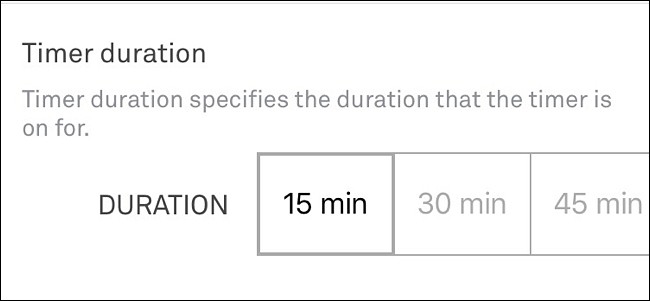 Timer duration
Timer duration specifies the duration that the timer is
on for.
DURATION 15 min 30 min 45 min